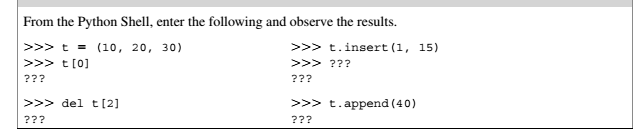 From the Python Shell, enter the following and observe the results.
>>> t = (10, 20, 30)
>>> t[0]
???
>>> del t[2]
???
>>> t.insert(1, 15)
>>> ???
???
>>> t.append(40)
???